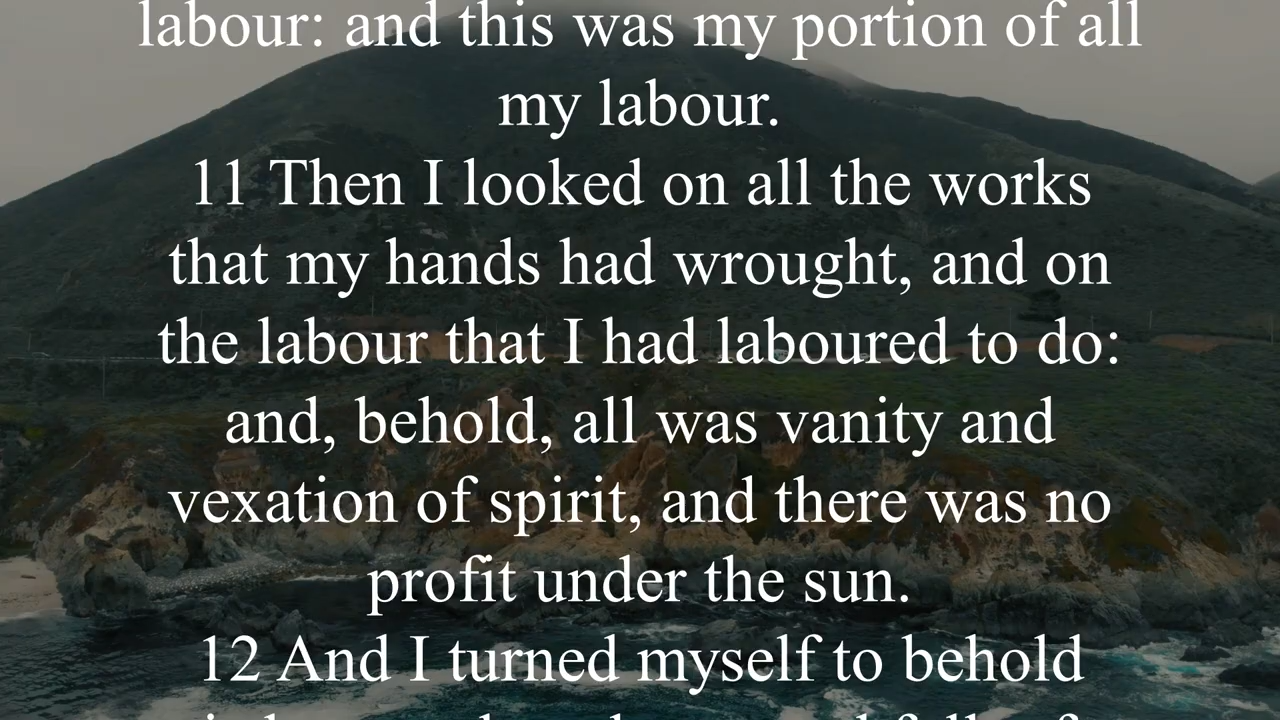 labour: and this was my portion of all
my labour.
11 Then I looked on all the works
that my hands had wrought, and on
the labour that I had laboured to do:
and, behold, all was vanity and
vexation of spirit, and there was no
profit under the sun.
12 And I turned myself to behold